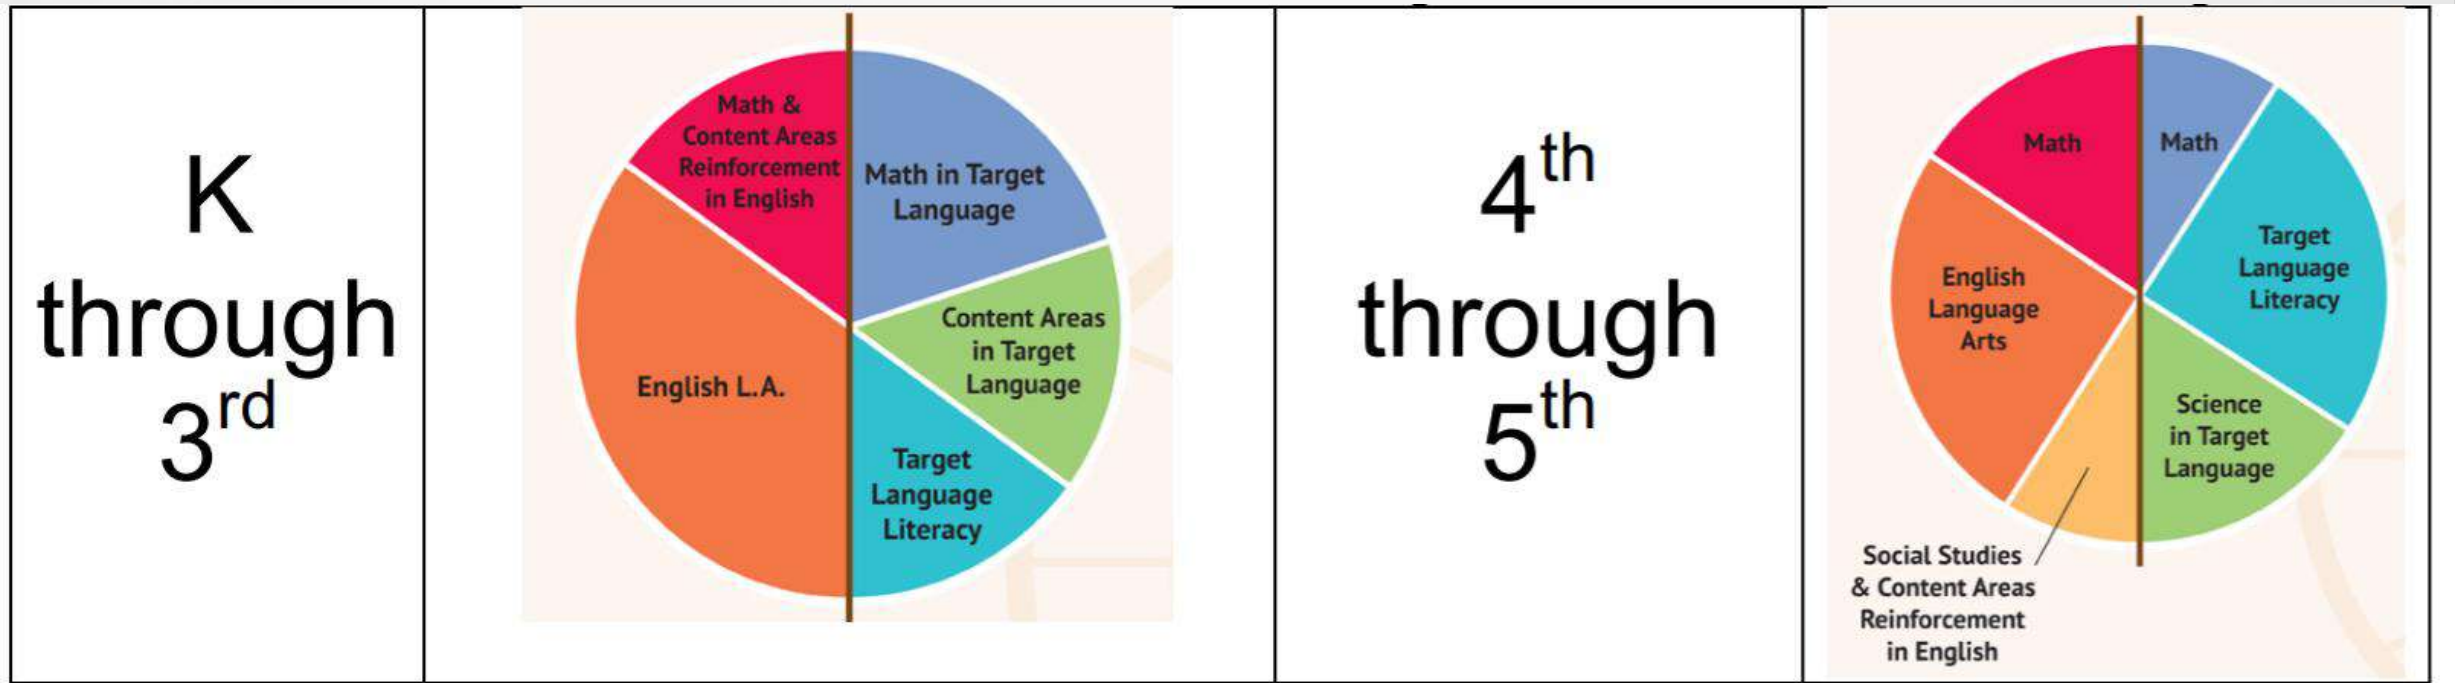 K
through
3rd
Math &
Content Areas
Reinforcement
in English
Math in Target
Language
Content Areas
in Target
Language
English L.A.
Target
Language
Literacy
4th
through
5th
Math
Math
Target
Language
Literacy
English
Language
Arts
Science
in Target
Language
Social Studies
& Content Areas
Reinforcement
in English